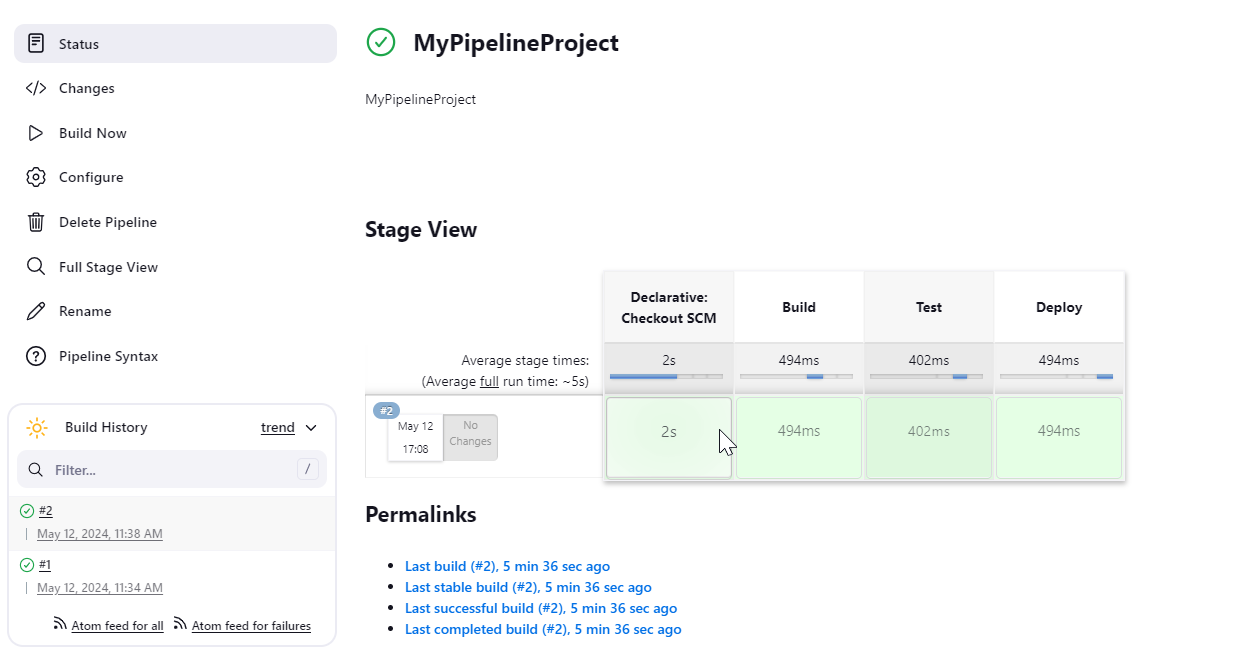 Status
Changes
Build Now
Configure
Delete Pipeline
Full Stage View
Rename
Pipeline Syntax
Build History
trend
Filter...
/
#2
May 12, 2024, 11:38 AM
#1
May 12, 2024, 11:34 AM
Atom feed for all
Atom feed for failures
MyPipelineProject
MyPipelineProject
Stage View
Declarative:
Checkout SCM
Build
Test
Deploy
Average stage times:
(Average full run time: ~5s)
2s
494ms
402ms
494ms
#2
May 12
17:08
No
Changes
2s
494ms
402ms
494ms
Permalinks
Last build (#2), 5 min 36 sec ago
Last stable build (#2), 5 min 36 sec ago
Last successful build (#2), 5 min 36 sec ago
Last completed build (#2), 5 min 36 sec ago